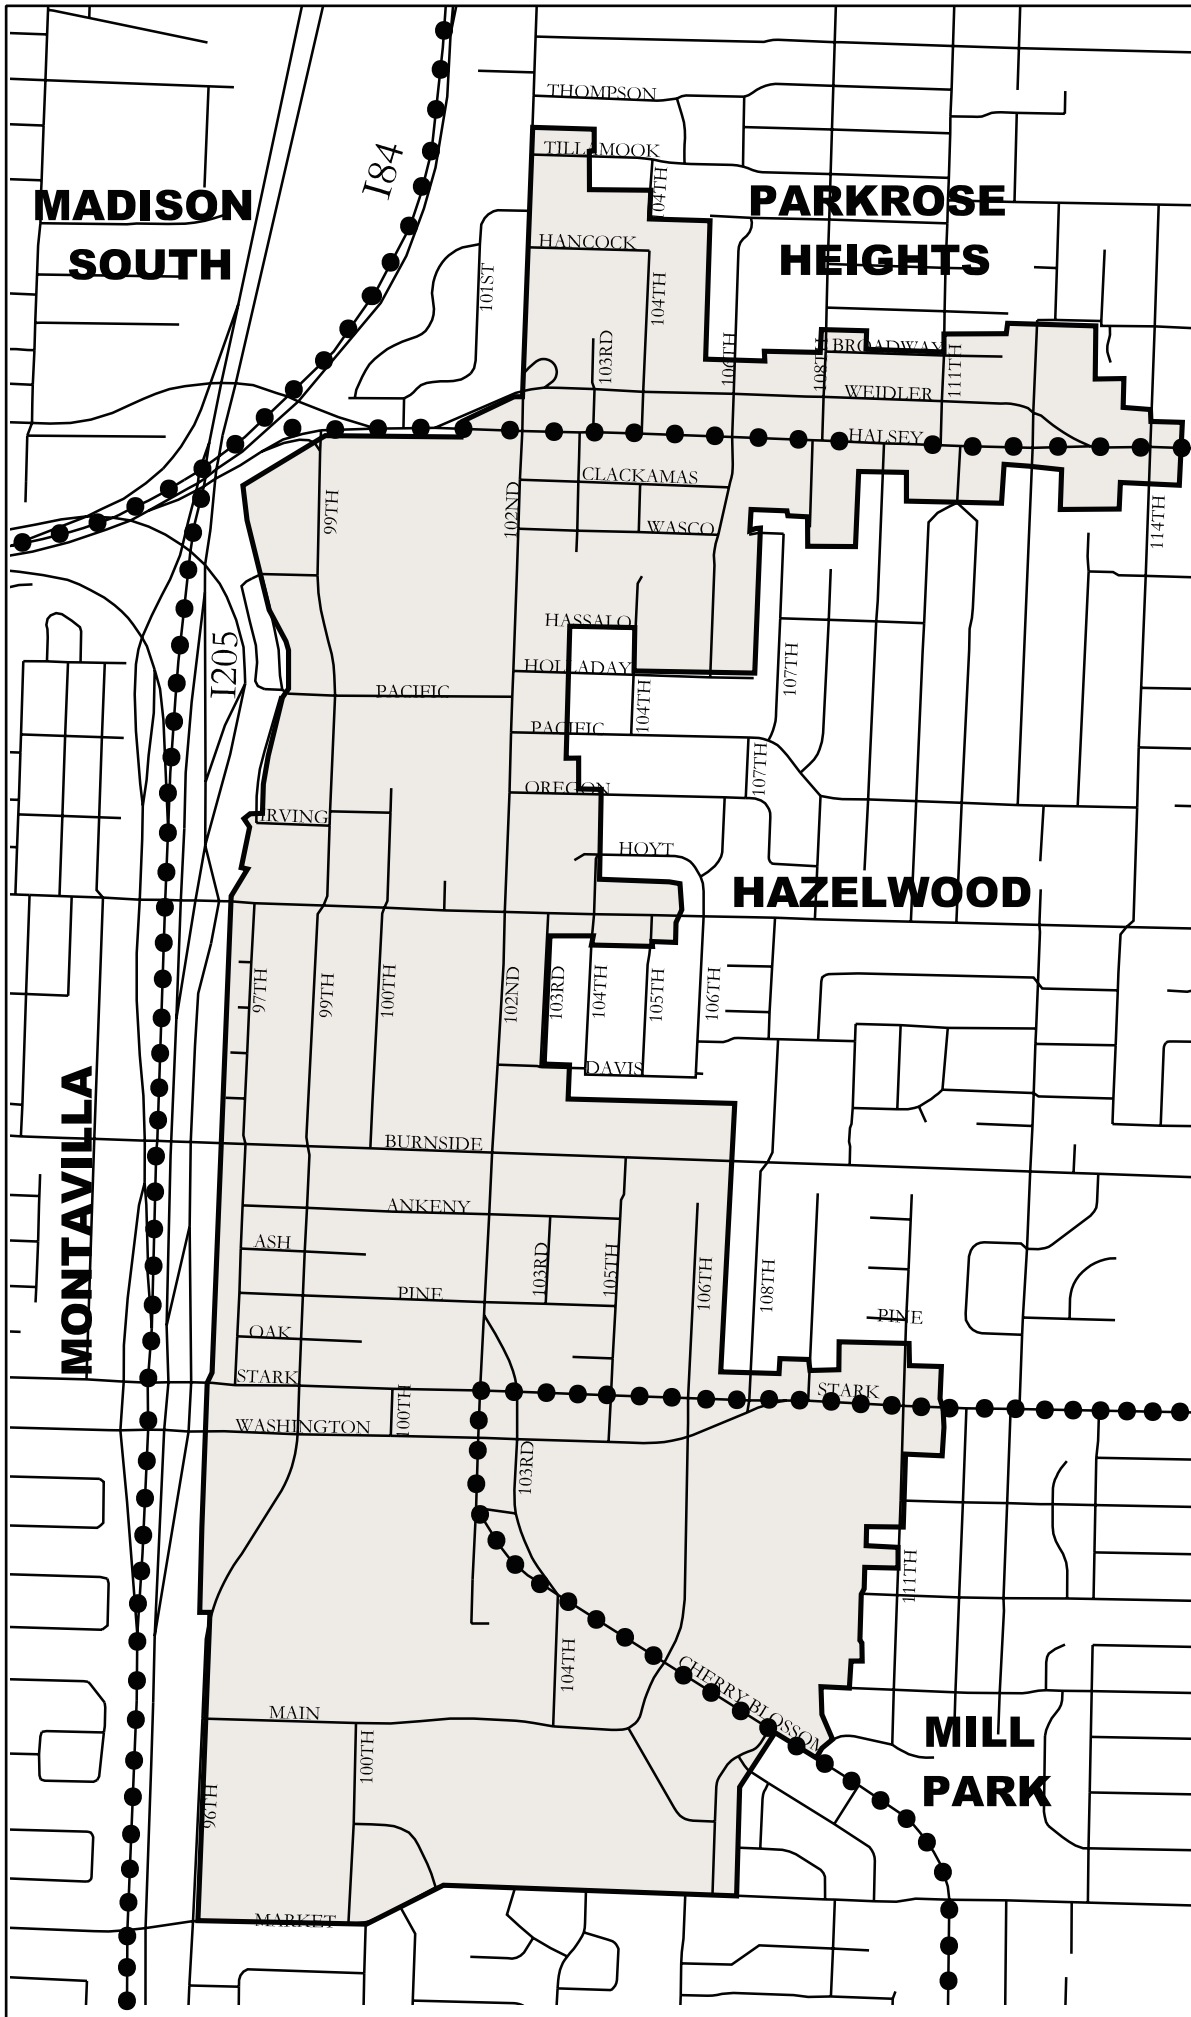 THOMPSON
TILLAMOOK
I84
MADISON
SOUTH
104TH
PARKROSE
HEIGHTS
HANCOCK
101ST
104TH
103RD
106TH
108TH
BROADWAY
111TH
WEIDLER
HALSEY
CLACKAMAS
99TH
102ND
WASCO
114TH
HASSALO
I205
HOLLADAY
107TH
PACIFIC
104TH
PACIFIC
107TH
OREGON
IRVING
HOYT
HAZELWOOD
97TH
99TH
100TH
102ND
103RD
104TH
105TH
106TH
DAVIS
MONTAVILLA
BURNSIDE
ANKENY
ASH
103RD
105TH
106TH
108TH
PINE
PINE
OAK
STARK
100TH
STARK
WASHINGTON
103RD
111TH
104TH
CHERRY BLOSSOM
MAIN
100TH
MILL
PARK
96TH
MARKET